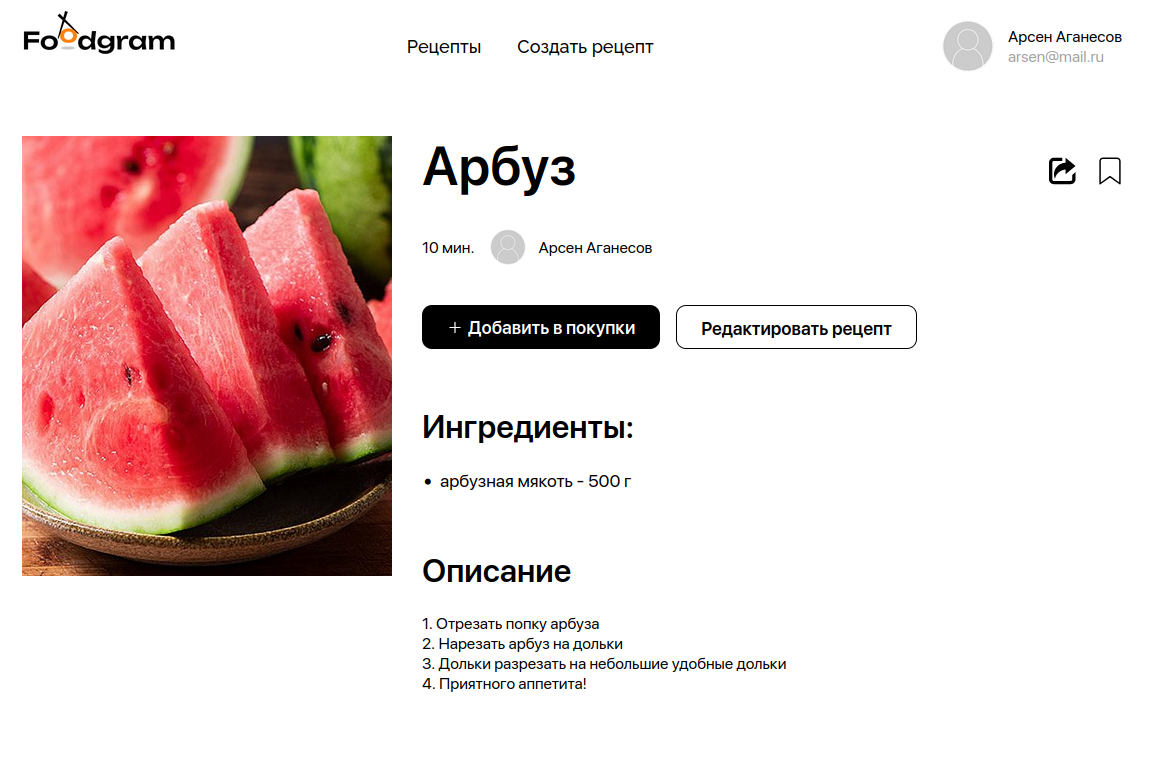 Foodgram
Рецепты
Создать рецепт
Арсен Аганесов
arsen@mail.ru
Арбуз
10 мин.
Арсен Аганесов
+ Добавить в покупки
Редактировать рецепт
Ингредиенты:
• арбузная мякоть - 500 г
Описание
1. Отрезать попку арбуза
2. Нарезать арбуз на дольки
3. Дольки разрезать на небольшие удобные дольки
4. Приятного аппетита!